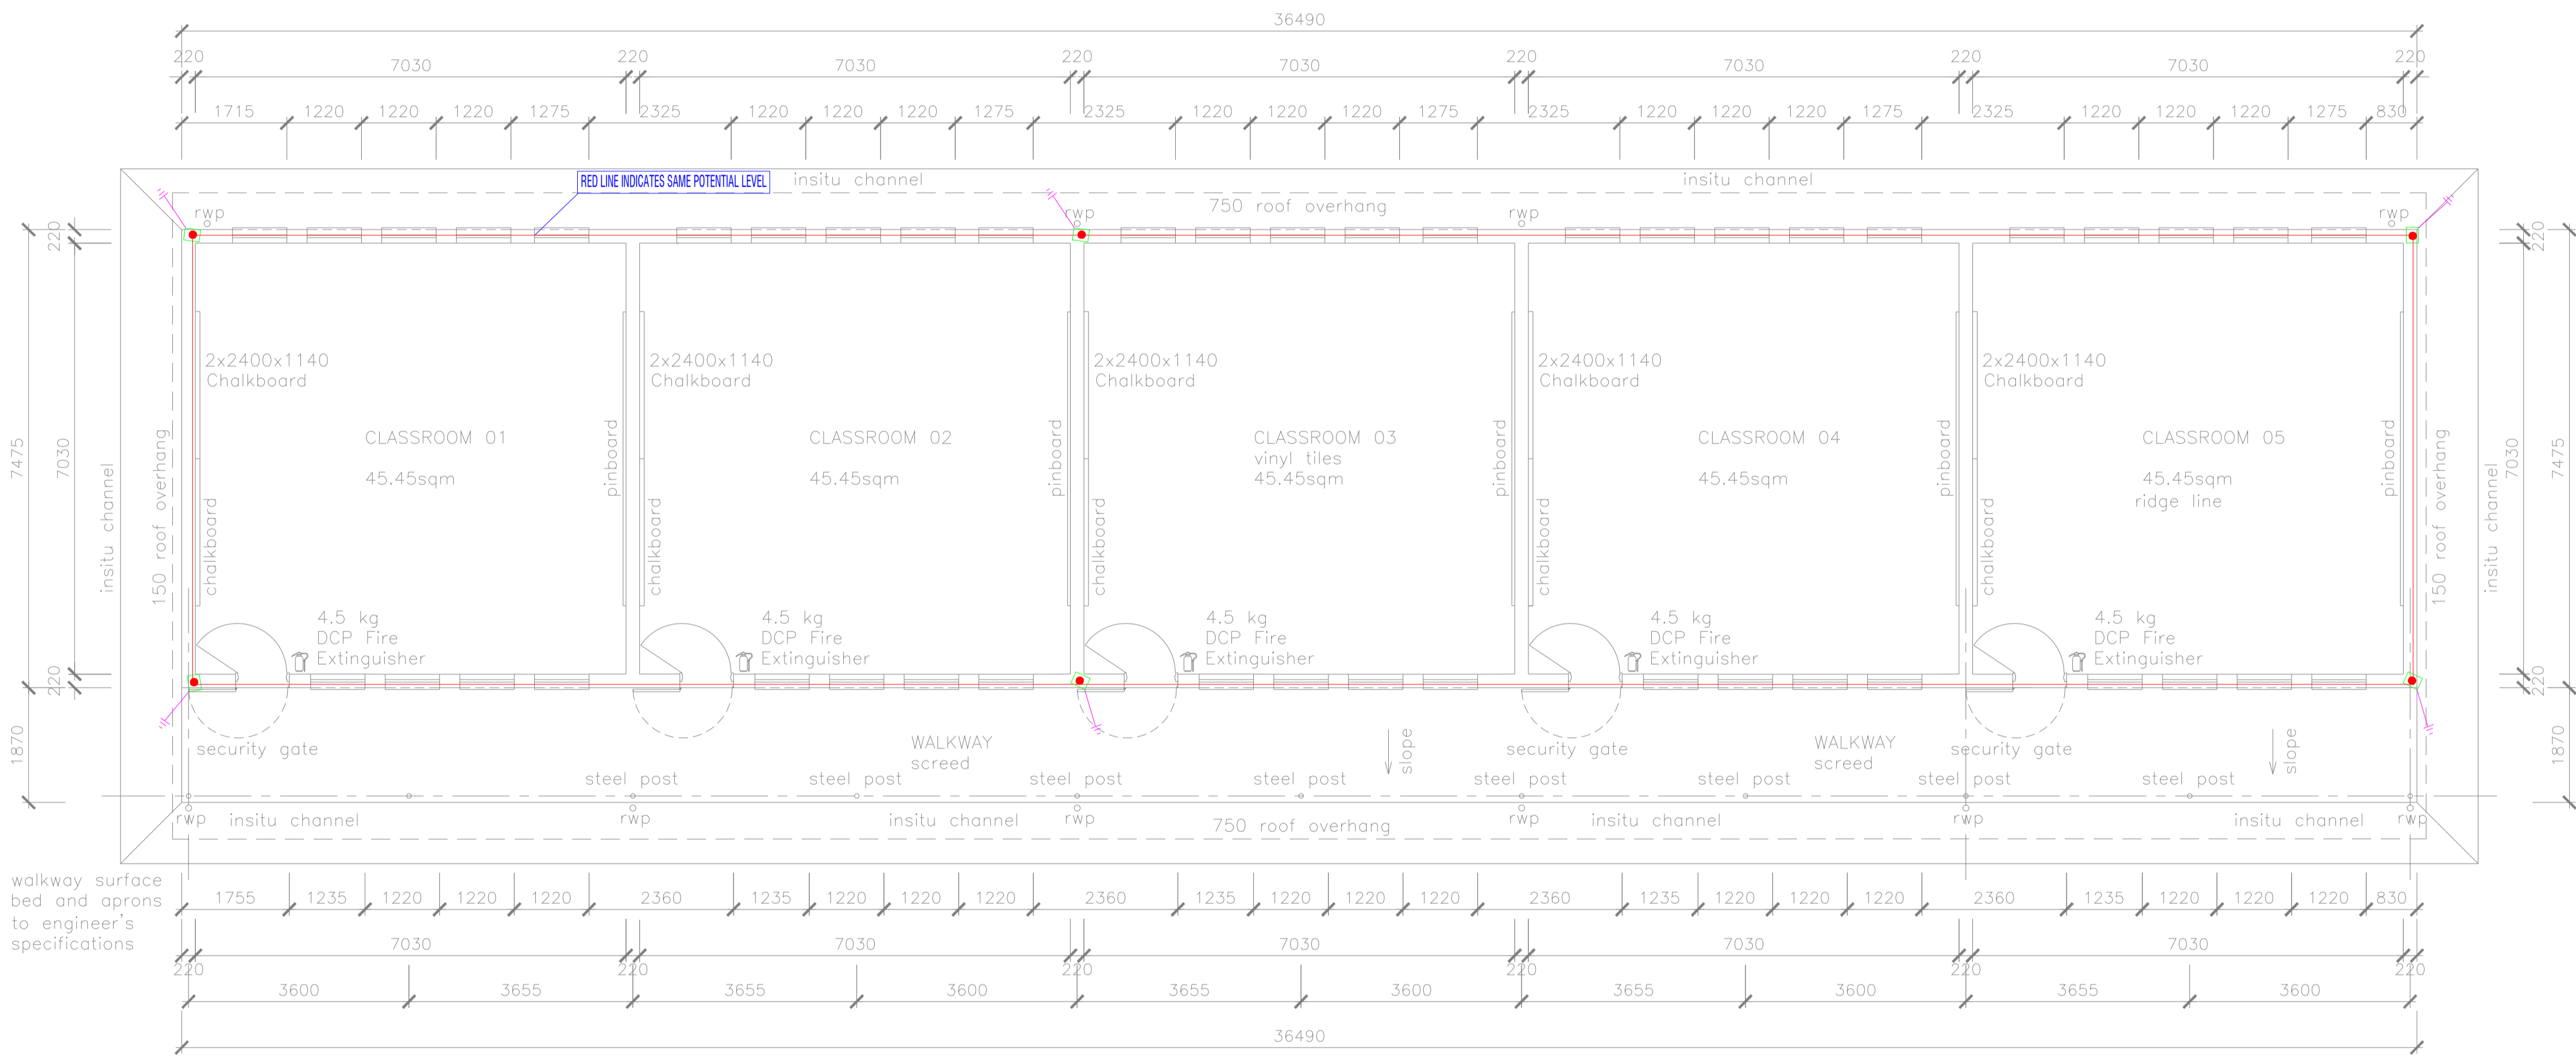 36490
220 220 220 220 220 220
7030 7030 7030 7030 7030
1715 1220 1220 1220 1275 2325 1220 1220 1220 1275 2325 1220 1220 1220 1275 2325 1220 1220 1220 1275 2325 1220 1220 1220 1275 830
RED LINE INDICATES SAME POTENTIAL LEVEL
insitu channel insitu channel
750 roof overhang
rwp rwp rwp rwp
220 220
7475 7030 7030 7475
220 220
1870 1870
insitu channel
150 roof overhang
150 roof overhang
insitu channel
2x2400x1140
Chalkboard
CLASSROOM 01
45.45sqm
chalkboard
pinboard
4.5 kg
DCP Fire
Extinguisher
2x2400x1140
Chalkboard
CLASSROOM 02
45.45sqm
chalkboard
pinboard
4.5 kg
DCP Fire
Extinguisher
2x2400x1140
Chalkboard
CLASSROOM 03
vinyl tiles
45.45sqm
chalkboard
pinboard
4.5 kg
DCP Fire
Extinguisher
2x2400x1140
Chalkboard
CLASSROOM 04
45.45sqm
chalkboard
pinboard
4.5 kg
DCP Fire
Extinguisher
2x2400x1140
Chalkboard
CLASSROOM 05
45.45sqm
ridge line
chalkboard
pinboard
4.5 kg
DCP Fire
Extinguisher
security gate
WALKWAY
screed
slope
security gate
WALKWAY
screed
security gate
slope
steel post steel post steel post steel post steel post steel post steel post steel post
rwp insitu channel rwp insitu channel rwp rwp insitu channel rwp insitu channel rwp
750 roof overhang
walkway surface
bed and aprons
to engineer's
specifications
1755 1235 1220 1220 1220 2360 1235 1220 1220 1220 2360 1235 1220 1220 1220 2360 1235 1220 1220 1220 2360 1235 1220 1220 1220 830
7030 7030 7030 7030 7030
220 220 220 220 220 220
3600 3655 3655 3600 3655 3600 3655 3600 3655 3600
36490